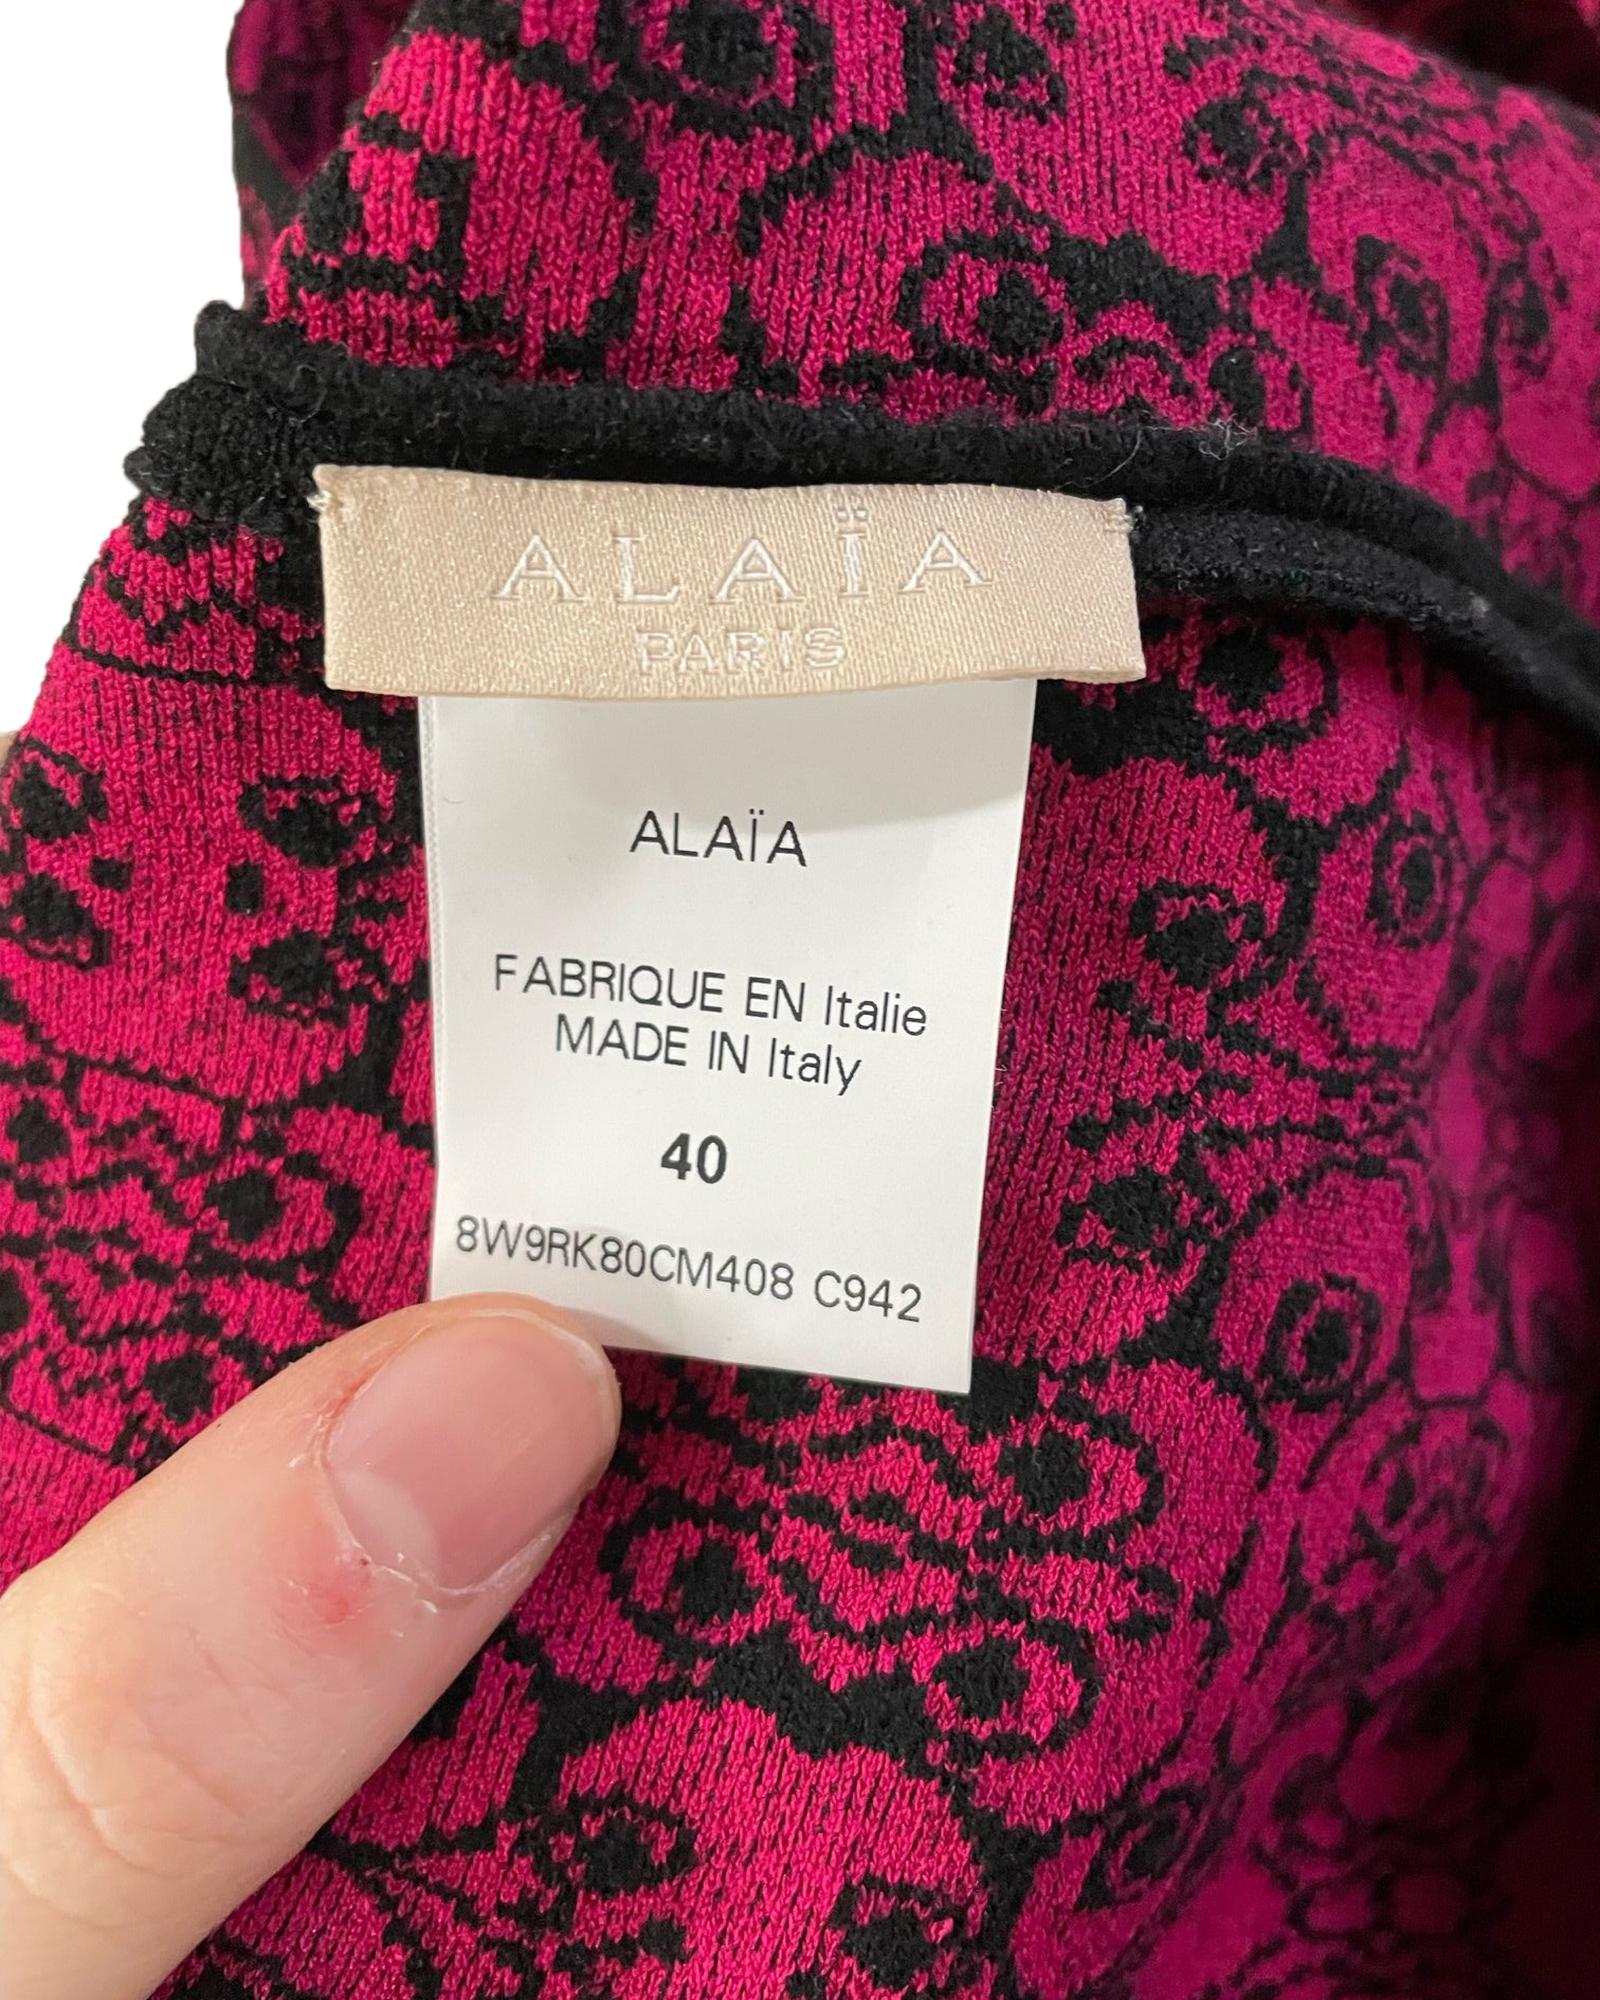 ALAÏA
PARIS
ALAÏA
FABRIQUE EN Italie
MADE IN Italy
40
8W9RK80CM408 C942